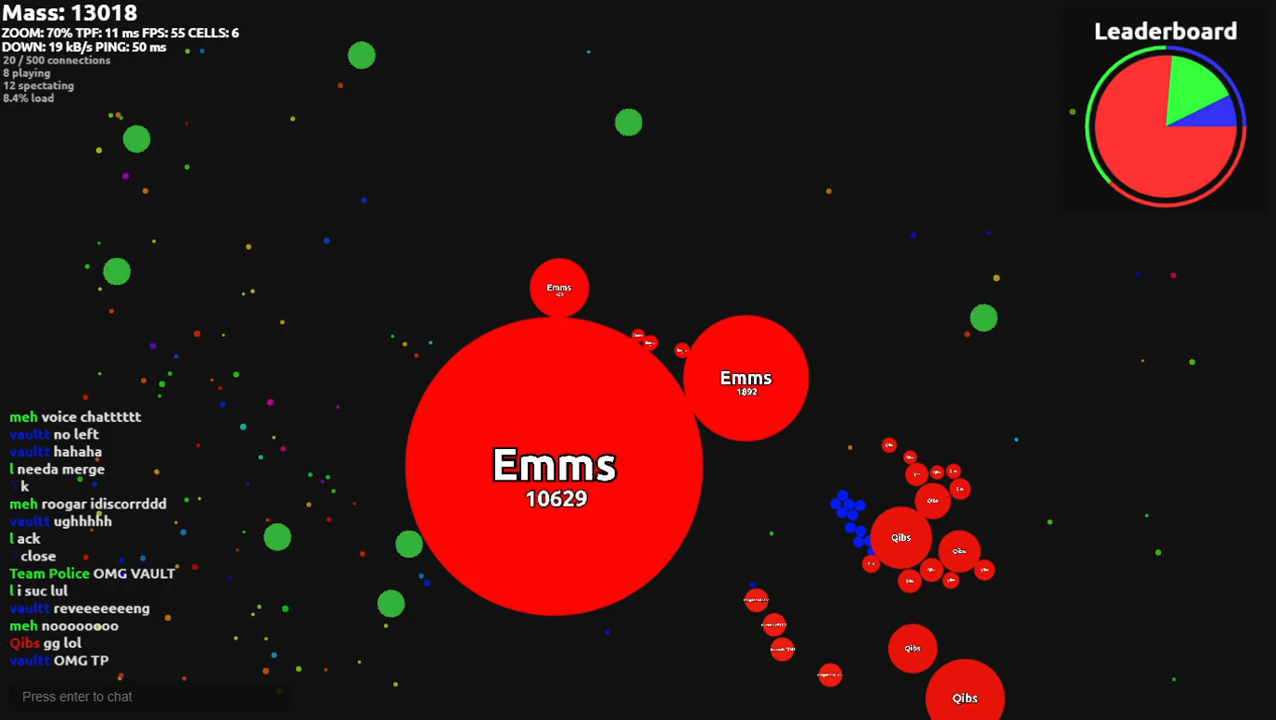 Mass: 13018
ZOOM: 70% TPF: 11 ms FPS: 55 CELLS: 6
DOWN: 19 kB/s PING: 50 ms
20 / 500 connections
8 playing
12 spectating
8.4% load
Leaderboard
Emms
Emms
1892
Emms
10629
meh voice chatttttt
vaultt no left
vaultt hahaha
l needa merge
k
meh roogar idiscorrddd
vaultt ughhhhh
l ack
close
Team Police OMG VAULT
l i suc lul
vaultt reveeeeeeng
meh noooooooo
Qibs gg lol
vaultt OMG TP
Press enter to chat
Qibs
Qibs
Qibs
Qibs
Qibs